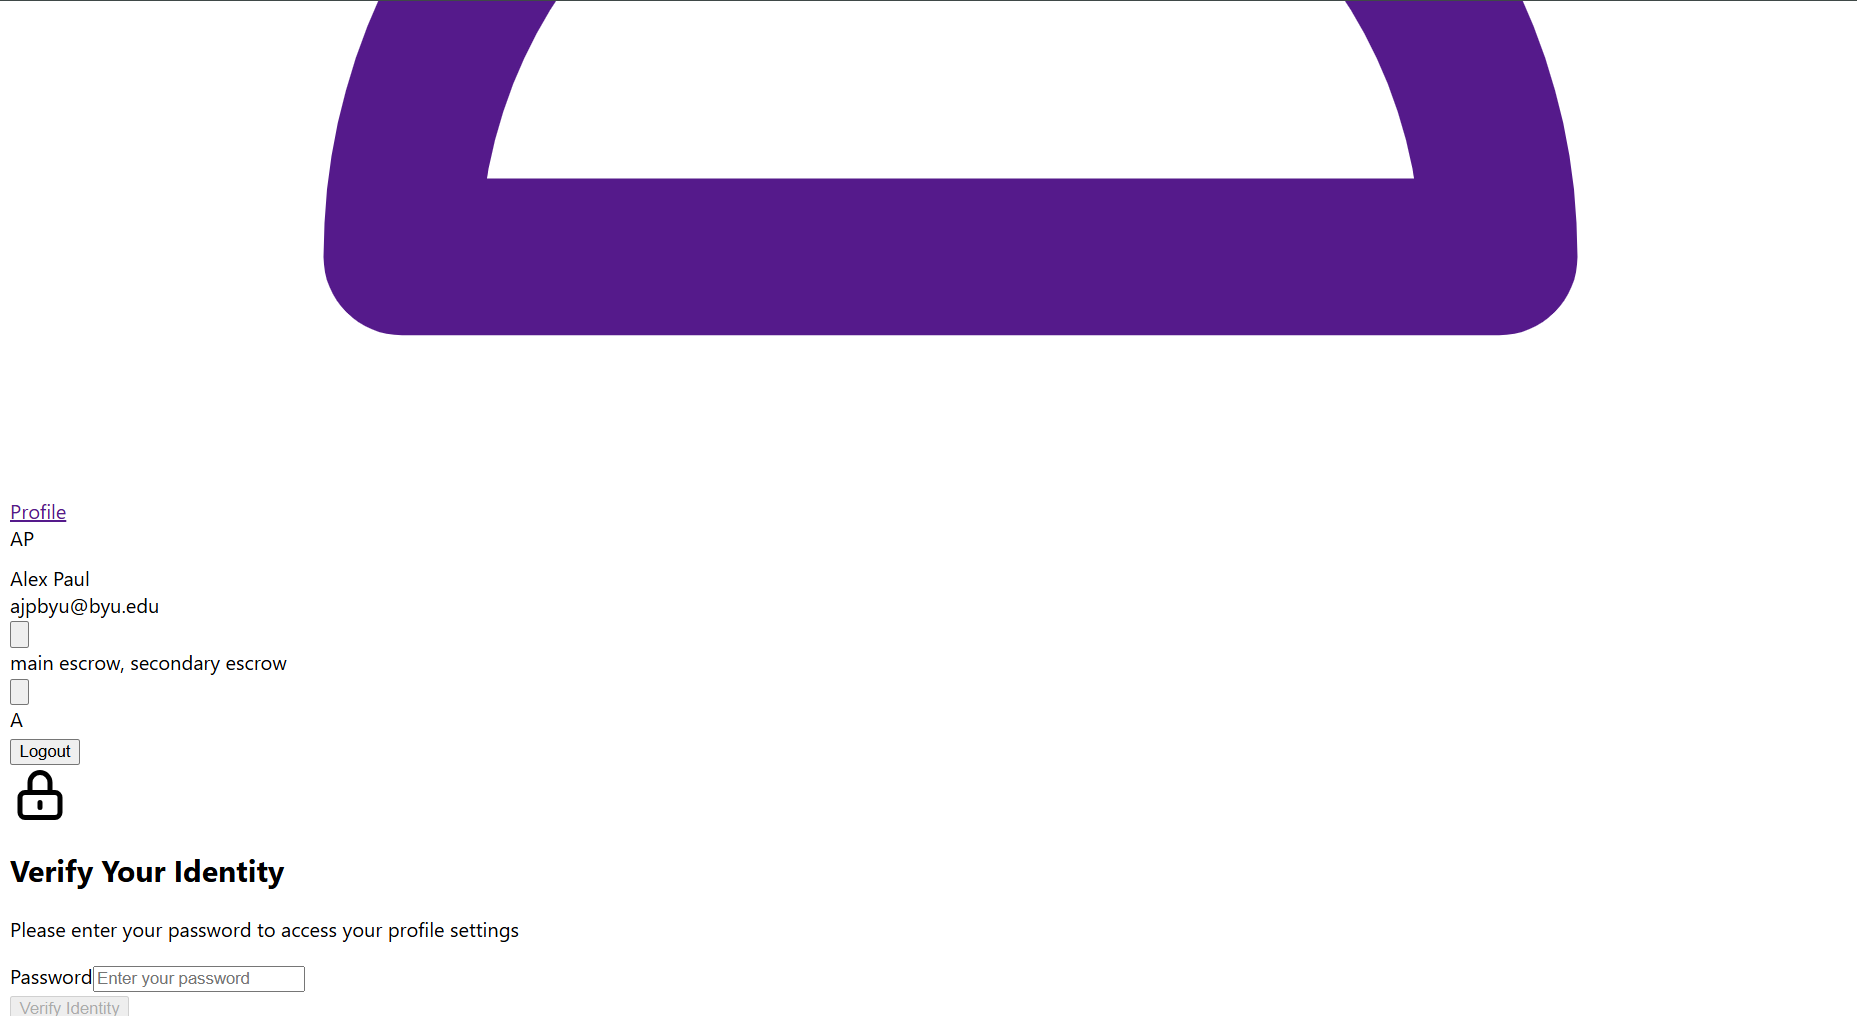 Profile
AP
Alex Paul
ajpbyu@byu.edu
main escrow, secondary escrow
A
Logout
Verify Your Identity
Please enter your password to access your profile settings
Password Enter your password
Verify Identity